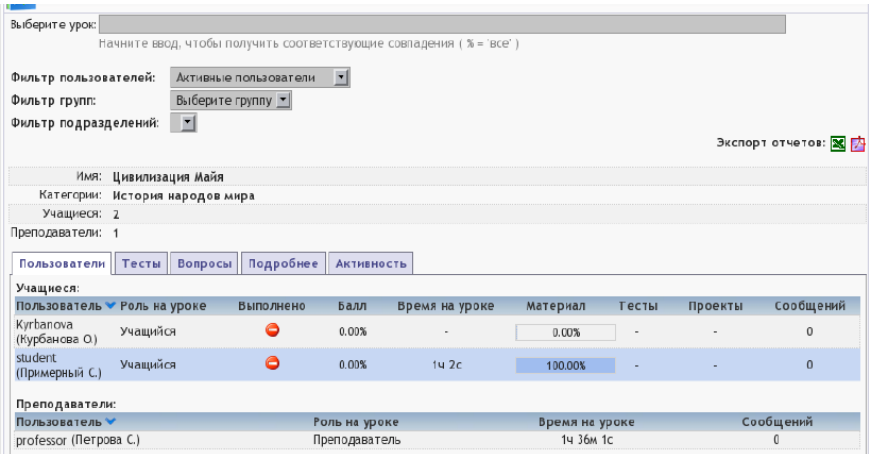 Выберите урок:
Начните ввод, чтобы получить соответствующие совпадения ( % = 'все' )
Фильтр пользователей: Активные пользователи
Фильтр групп: Выберите группу
Фильтр подразделений:
Экспорт отчетов:
Имя: Цивилизация Майя
Категории: История народов мира
Учащиеся: 2
Преподаватели: 1
Пользователи Тесты Вопросы Подробнее Активность
Учащиеся:
Пользователь Роль на уроке Выполнено Балл Время на уроке Материал Тесты Проекты Сообщений
Kyrbanova
(Курбанова О.) Учащийся 0.00% - 0.00% - - 0
student
(Примерный С.) Учащийся 0.00% 1ч 2с 100.00% - - 0
Преподаватели:
Пользователь Роль на уроке Время на уроке Сообщений
professor (Петрова С.) Преподаватель 1ч 36м 1с 0